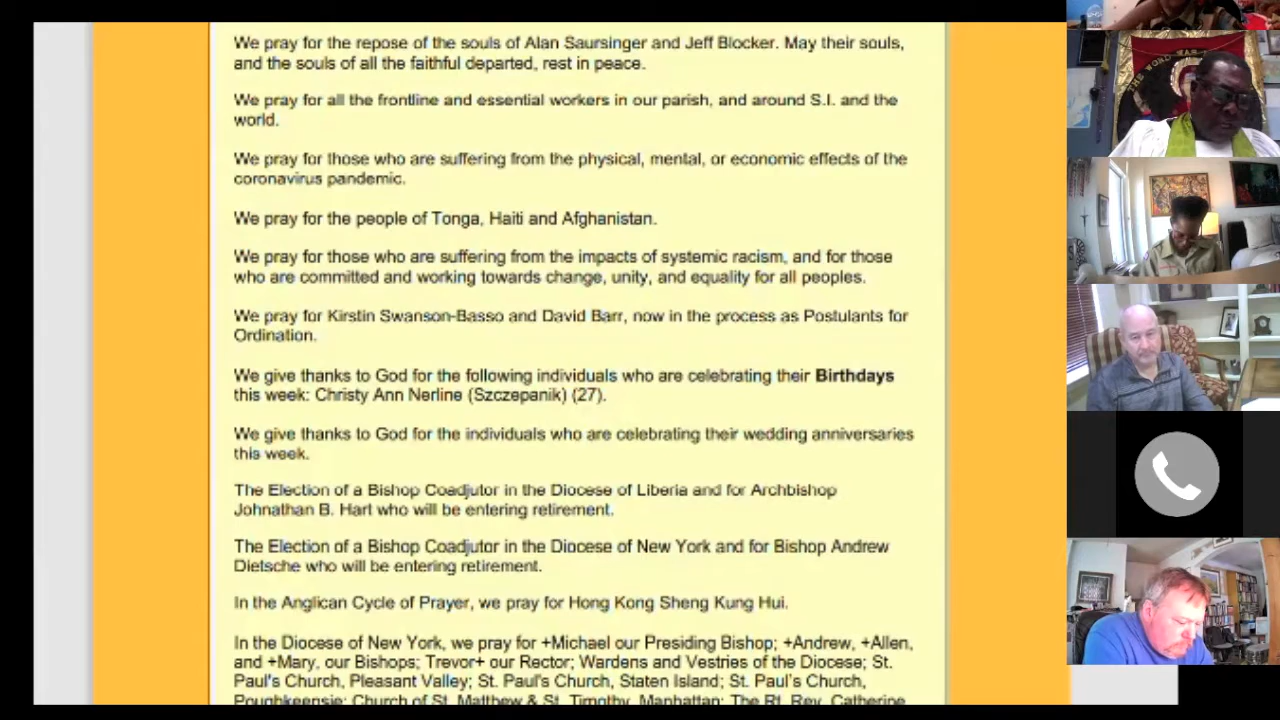 We pray for the repose of the souls of Alan Saursinger and Jeff Blocker. May their souls,
and the souls of all the faithful departed, rest in peace.
We pray for all the frontline and essential workers in our parish, and around S.I. and the
world.
We pray for those who are suffering from the physical, mental, or economic effects of the
coronavirus pandemic.
We pray for the people of Tonga, Haiti and Afghanistan.
We pray for those who are suffering from the impacts of systemic racism, and for those
who are committed and working towards change, unity, and equality for all peoples.
We pray for Kirstin Swanson-Basso and David Barr, now in the process as Postulants for
Ordination.
We give thanks to God for the following individuals who are celebrating their Birthdays
this week: Christy Ann Nerline (Szczepanik) (27).
We give thanks to God for the individuals who are celebrating their wedding anniversaries
this week.
The Election of a Bishop Coadjutor in the Diocese of Liberia and for Archbishop
Johnathan B. Hart who will be entering retirement.
The Election of a Bishop Coadjutor in the Diocese of New York and for Bishop Andrew
Dietsche who will be entering retirement.
In the Anglican Cycle of Prayer, we pray for Hong Kong Sheng Kung Hui.
In the Diocese of New York, we pray for +Michael our Presiding Bishop; +Andrew, +Allen,
and +Mary, our Bishops; Trevor+ our Rector; Wardens and Vestries of the Diocese; St.
Paul's Church, Pleasant Valley; St. Paul's Church, Staten Island; St. Paul's Church,
Poughkeepsie; Church of St. Matthew & St. Timothy, Manhattan; The Rt. Rev. Catherine